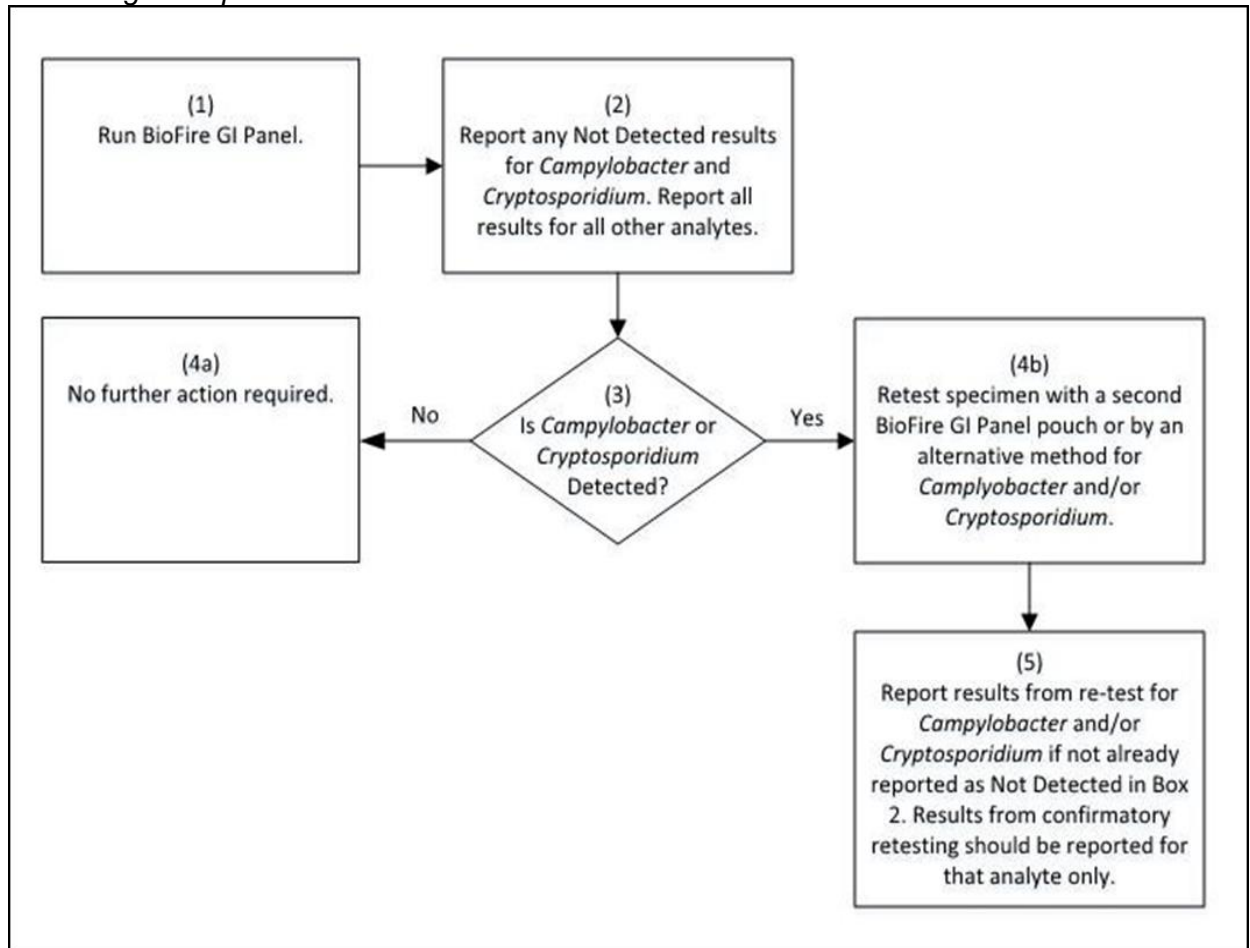 (1)
Run BioFire GI Panel.
(2)
Report any Not Detected results
for Campylobacter and
Cryptosporidium. Report all
results for all other analytes.
(3)
Is Campylobacter or
Cryptosporidium
Detected?
No
Yes
(4a)
No further action required.
(4b)
Retest specimen with a second
BioFire GI Panel pouch or by an
alternative method for
Camplyobacter and/or
Cryptosporidium.
(5)
Report results from re-test for
Campylobacter and/or
Cryptosporidium if not already
reported as Not Detected in Box
2. Results from confirmatory
retesting should be reported for
that analyte only.